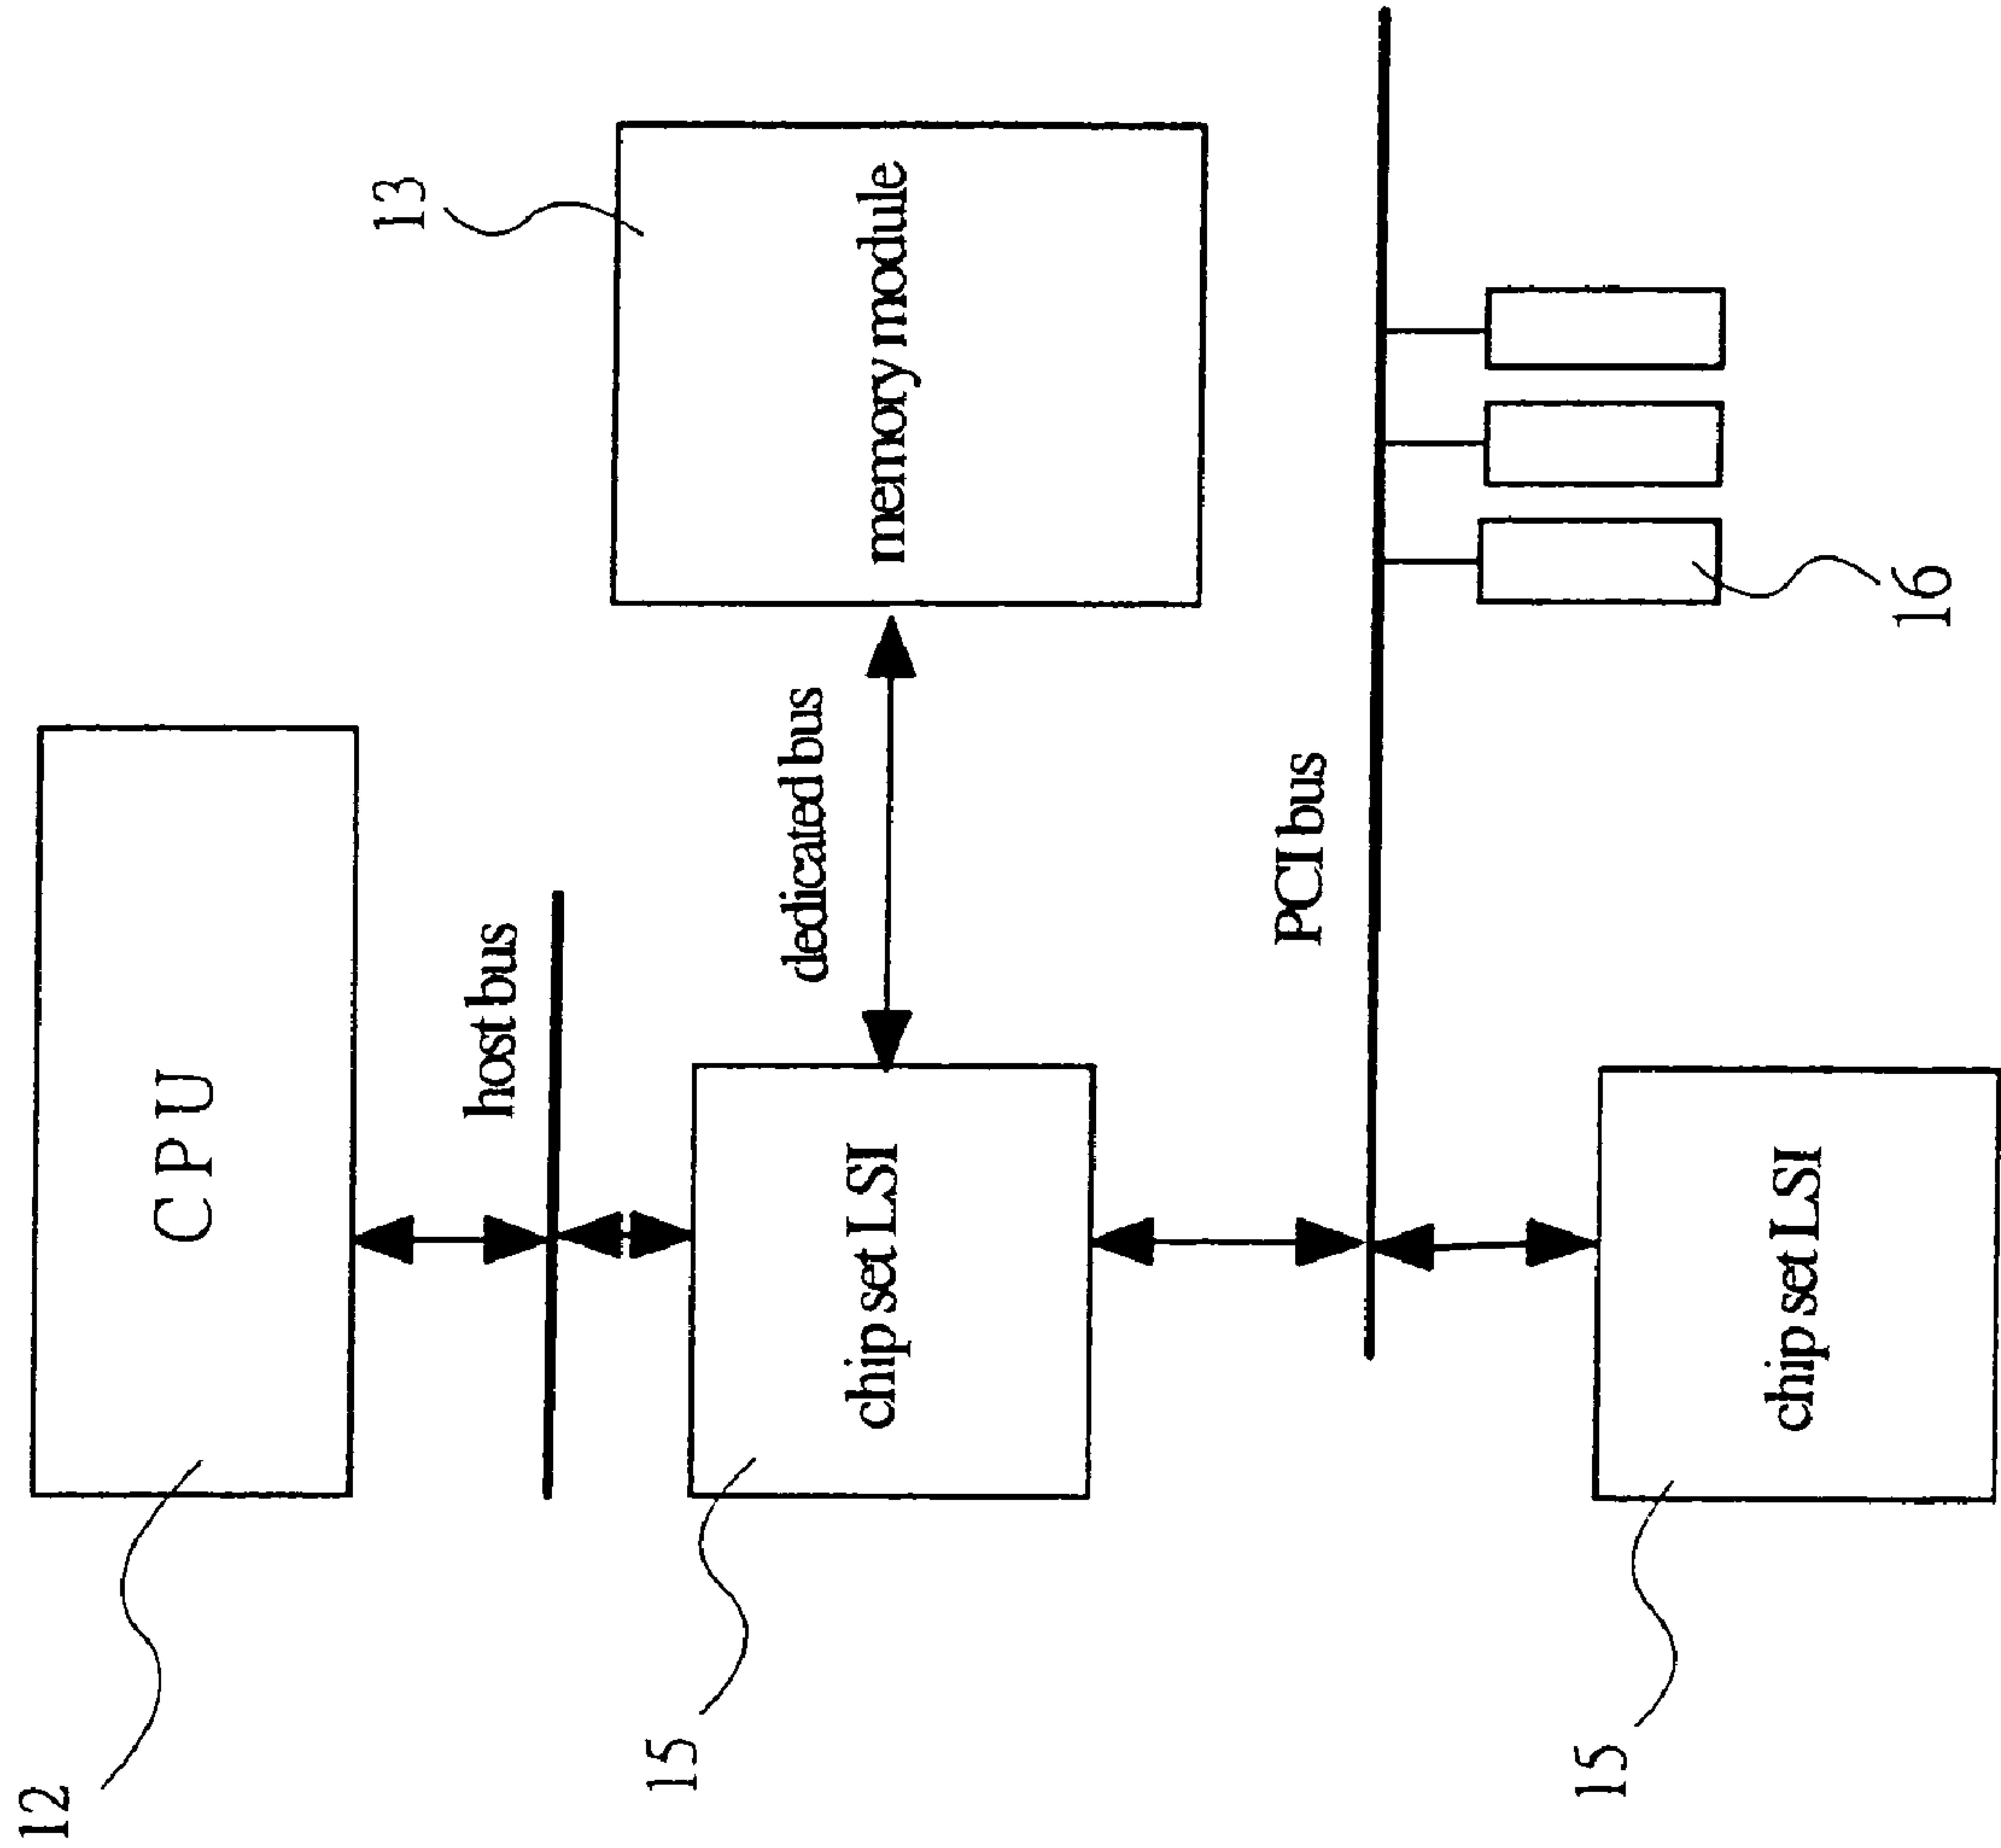 12
CPU
host bus
13
15
chip set LSI
dedicated bus
memory module
PCI bus
16
15
chip set LSI